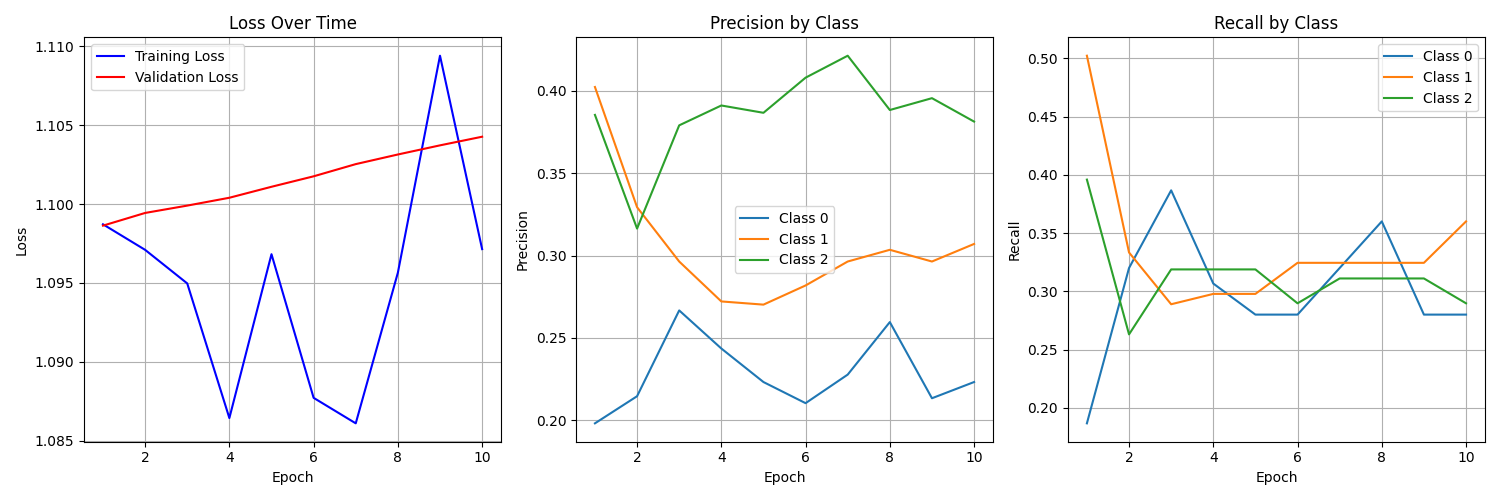 Loss Over Time
Training Loss
Validation Loss
1.110
1.105
1.100
1.095
1.090
1.085
Loss
2 4 6 8 10
Epoch
Precision by Class
Class 0
Class 1
Class 2
0.40
0.35
0.30
0.25
0.20
Precision
2 4 6 8 10
Epoch
Recall by Class
Class 0
Class 1
Class 2
0.50
0.45
0.40
0.35
0.30
0.25
0.20
Recall
2 4 6 8 10
Epoch